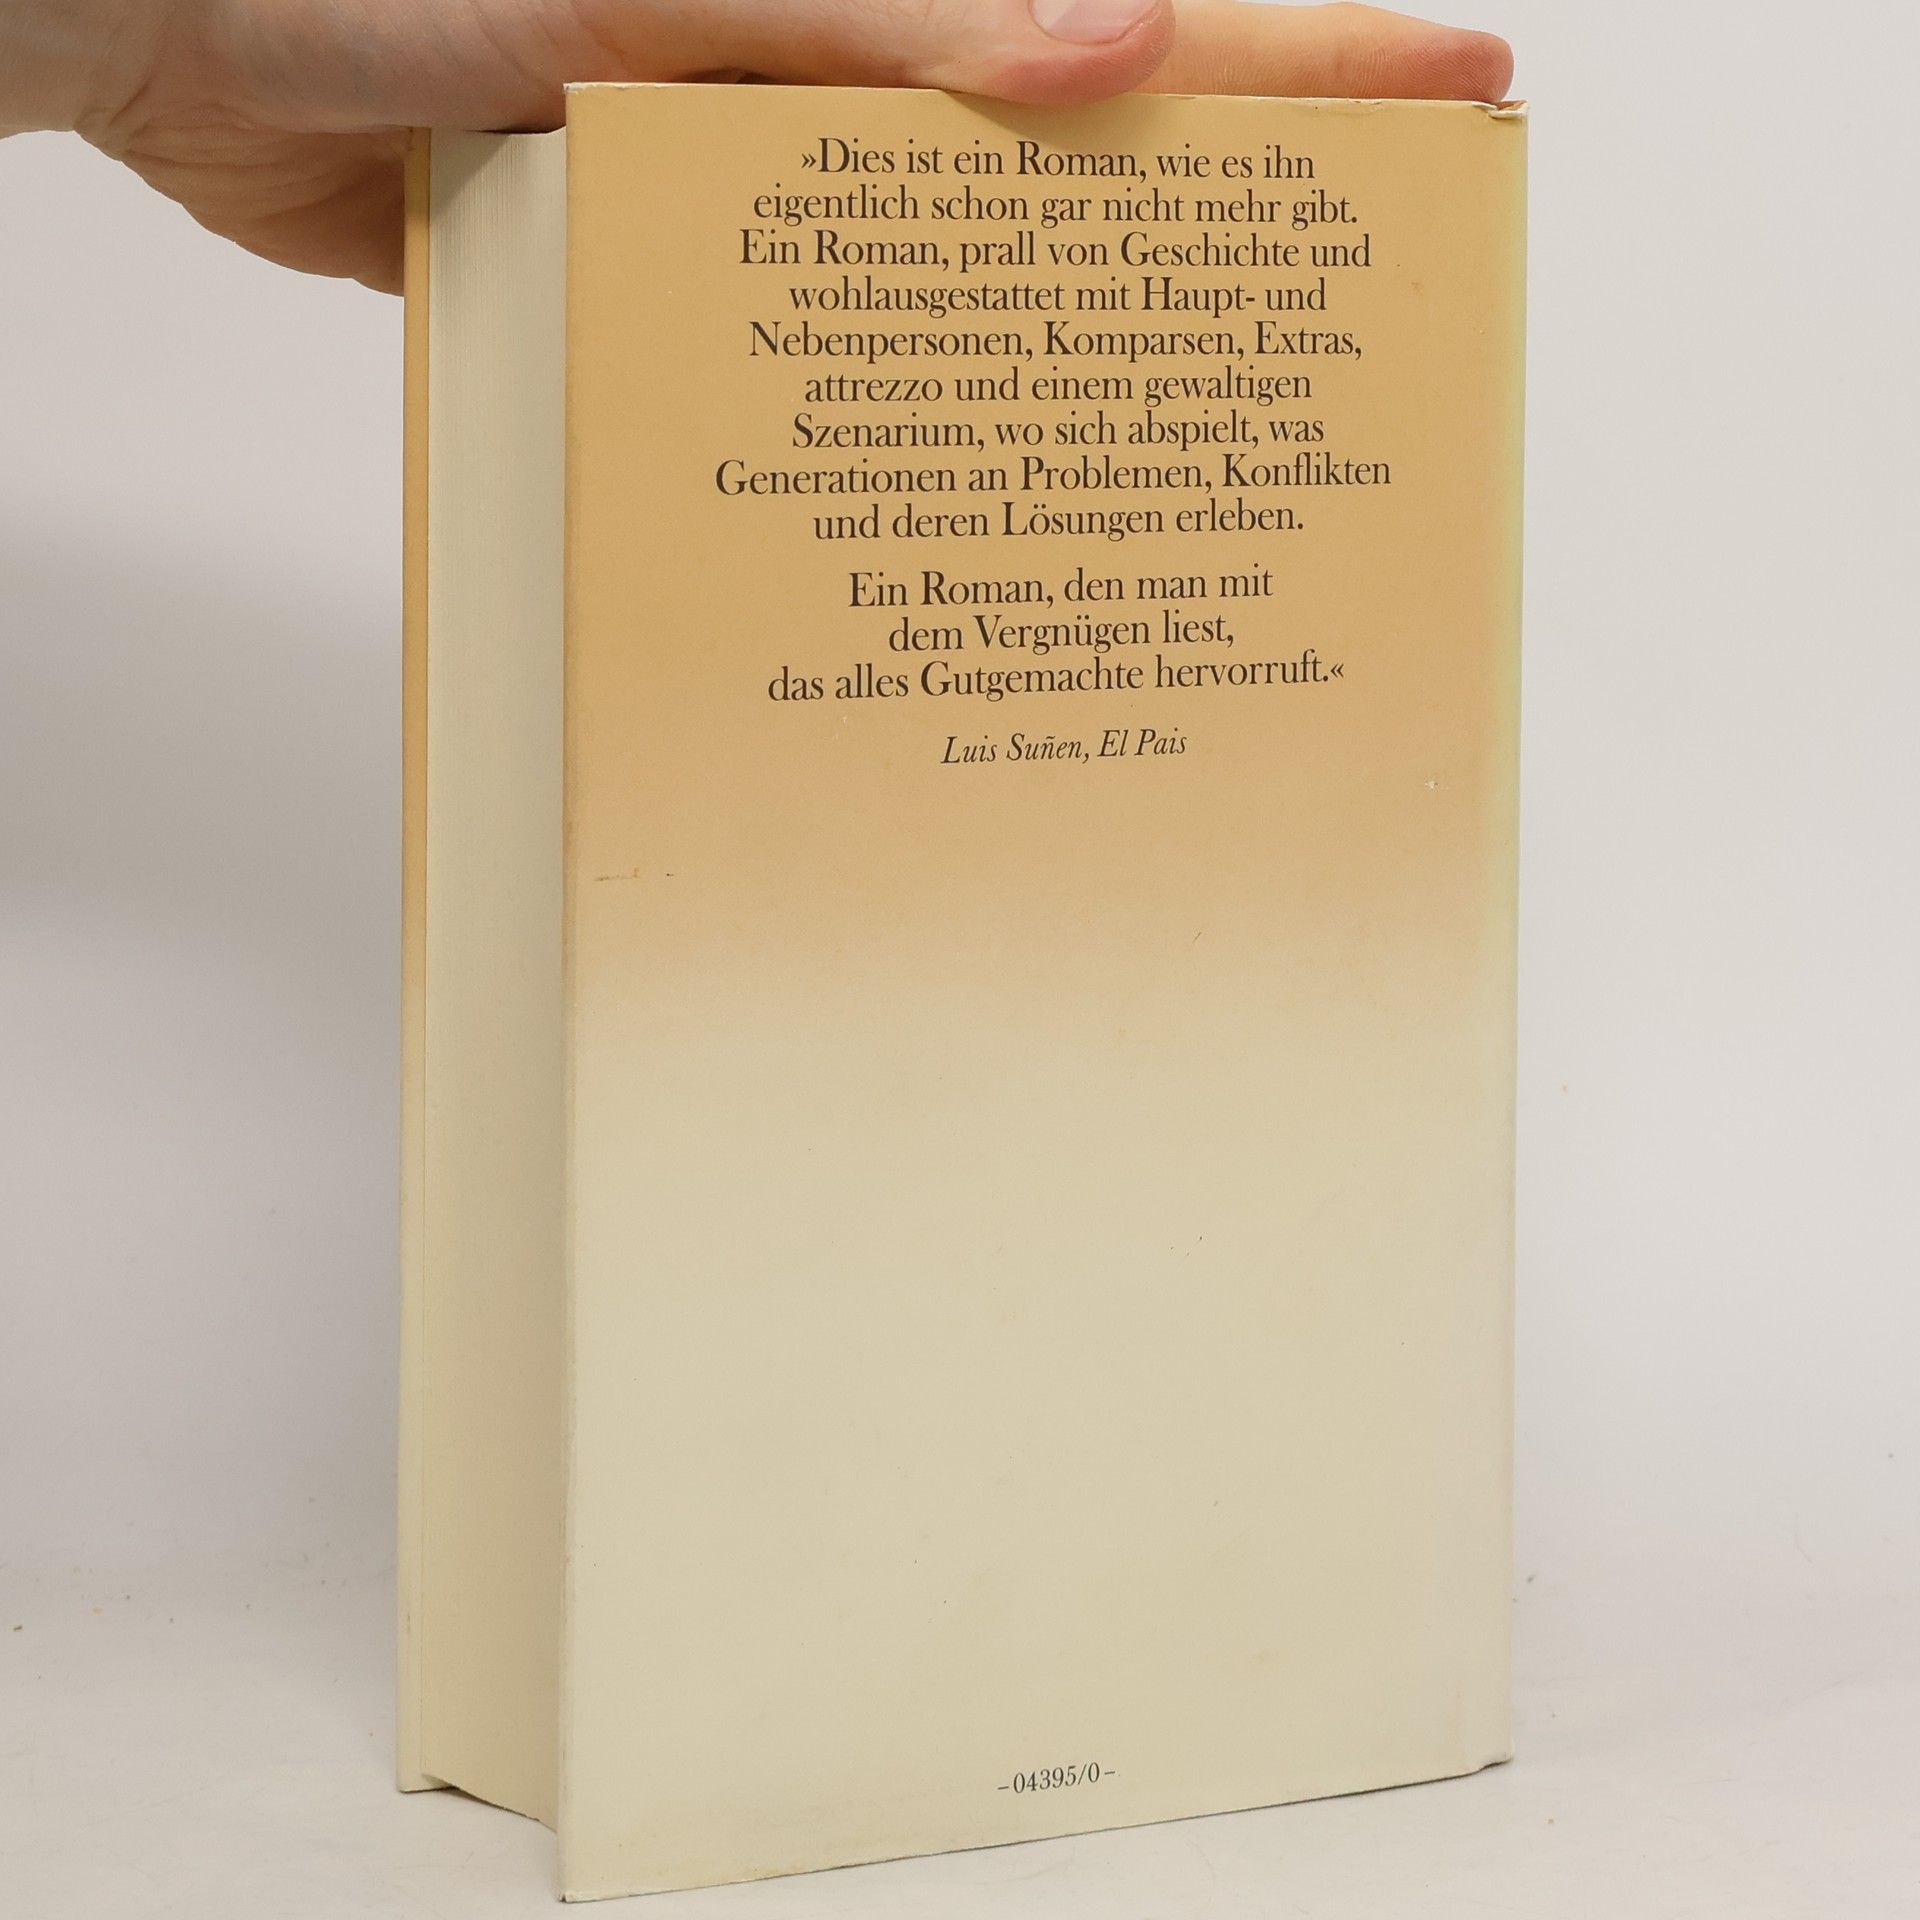 »Dies ist ein Roman, wie es ihn
eigentlich schon gar nicht mehr gibt.
Ein Roman, prall von Geschichte und
wohlausgestattet mit Haupt- und
Nebenpersonen, Komparsen, Extras,
attrezzo und einem gewaltigen
Szenarium, wo sich abspielt, was
Generationen an Problemen, Konflikten
und deren Lösungen erleben.
Ein Roman, den man mit
dem Vergnügen liest,
das alles Gutgemachte hervorruft.«
Luis Suñen, El Pais
–04395/0–